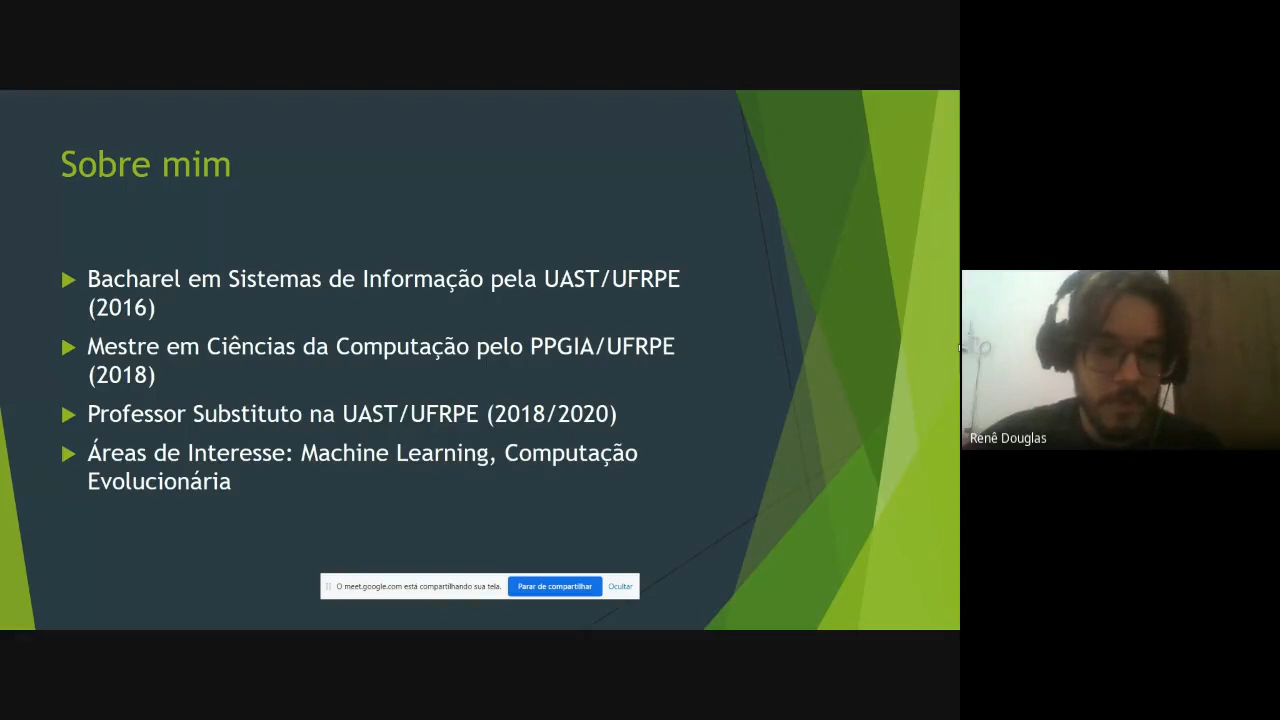 Sobre mim
Bacharel em Sistemas de Informação pela UAST/UFRPE
(2016)
Mestre em Ciências da Computação pelo PPGIA/UFRPE
(2018)
Professor Substituto na UAST/UFRPE (2018/2020)
Áreas de Interesse: Machine Learning, Computação
Evolucionária
O meet.google.com está compartilhando sua tela. Parar de compartilhar Ocultar
Renê Douglas